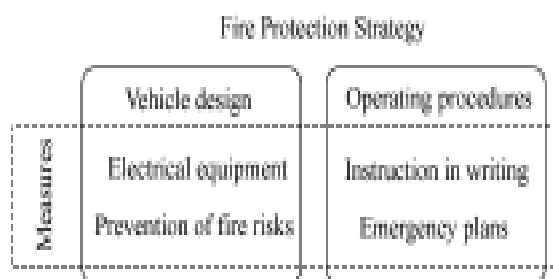 Fire Protection Strategy
Vehicle design
Operating procedures
Measures
Electrical equipment
Instruction in writing
Prevention of fire risks
Emergency plans